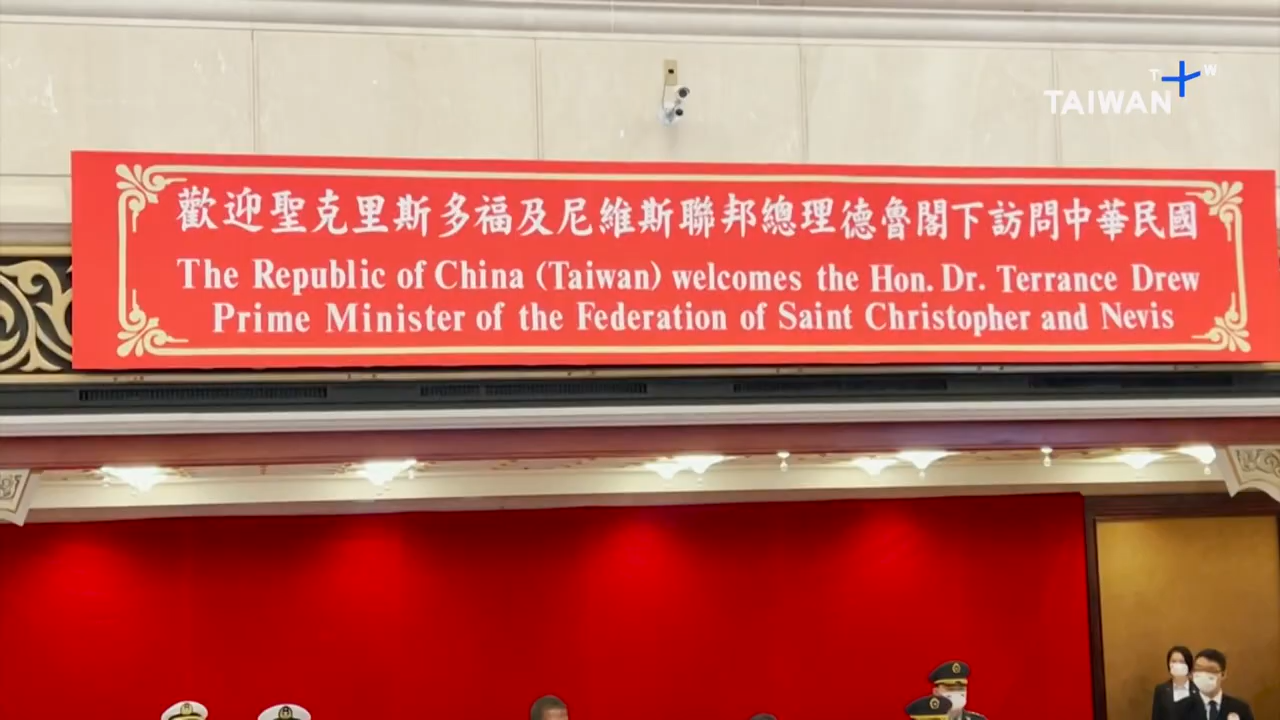 TAIWAN
T W
歡迎聖克里斯多福及尼維斯聯邦總理德魯閣下訪問中華民國
The Republic of China (Taiwan) welcomes the Hon. Dr. Terrance Drew
Prime Minister of the Federation of Saint Christopher and Nevis